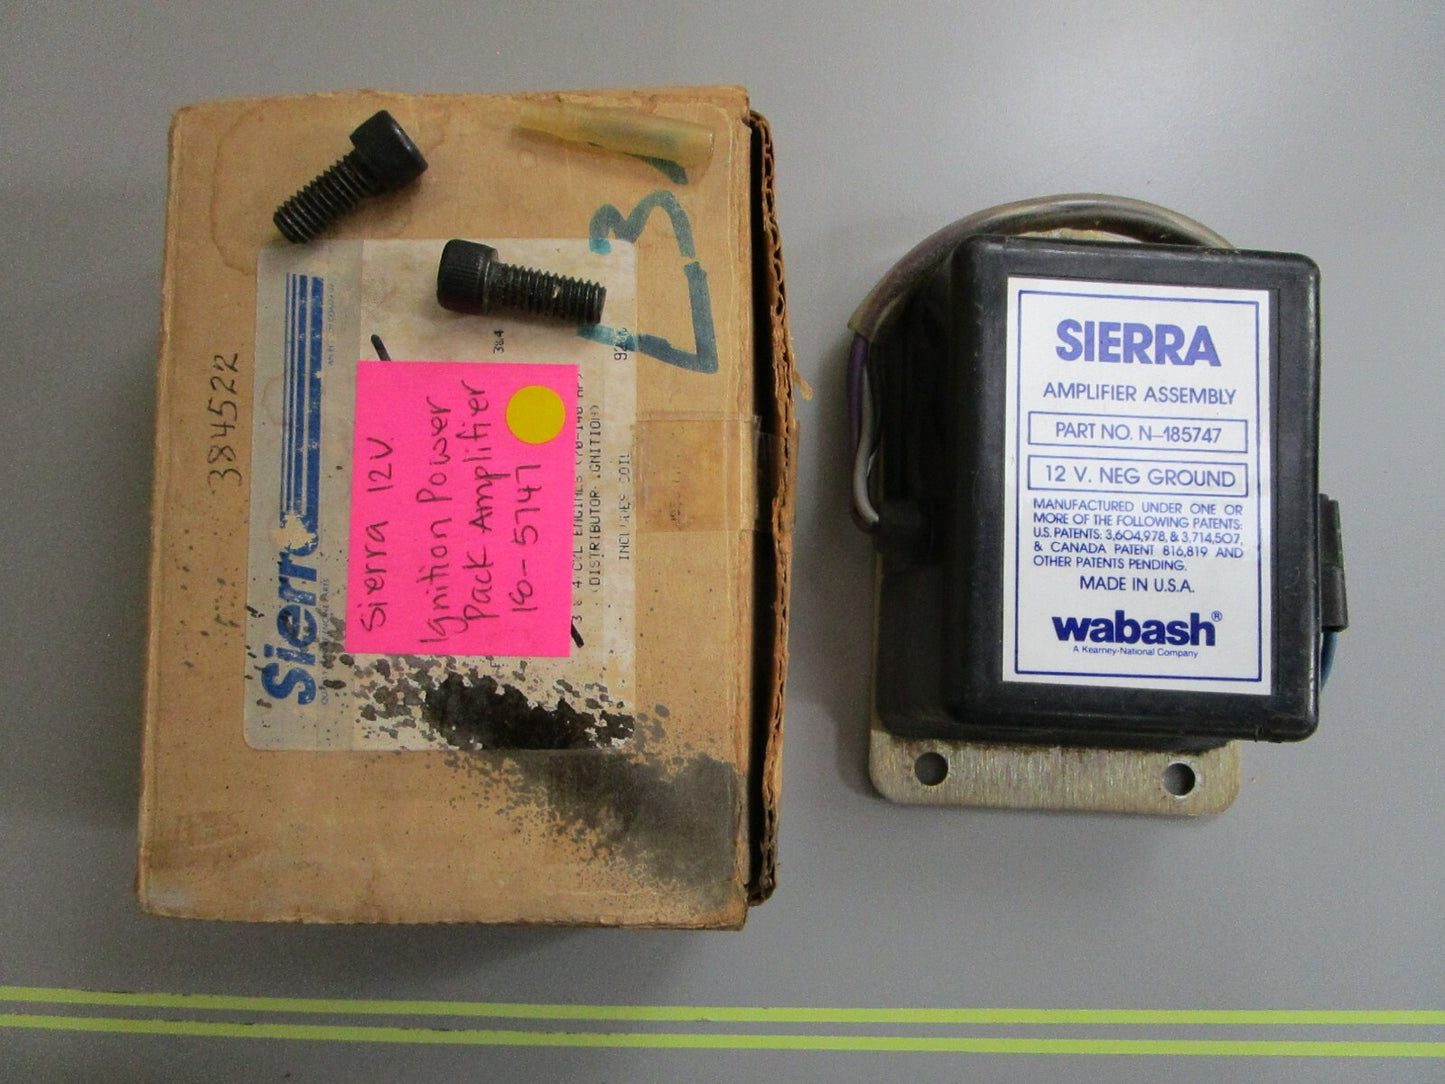 384522
Sierra
384
3 & 4 CYL ENGINES
(DISTRIBUTOR IGNITION)
INCLUDES COIL
Sierra 12V
Ignition Power
Pack Amplifier
18-5747
SIERRA
AMPLIFIER ASSEMBLY
PART NO. N-185747
12 V. NEG GROUND
MANUFACTURED UNDER ONE OR
MORE OF THE FOLLOWING PATENTS:
U.S. PATENTS: 3,604,978, & 3,714,507,
& CANADA PATENT 816,819 AND
OTHER PATENTS PENDING.
MADE IN U.S.A.
wabash®
A Kearney-National Company